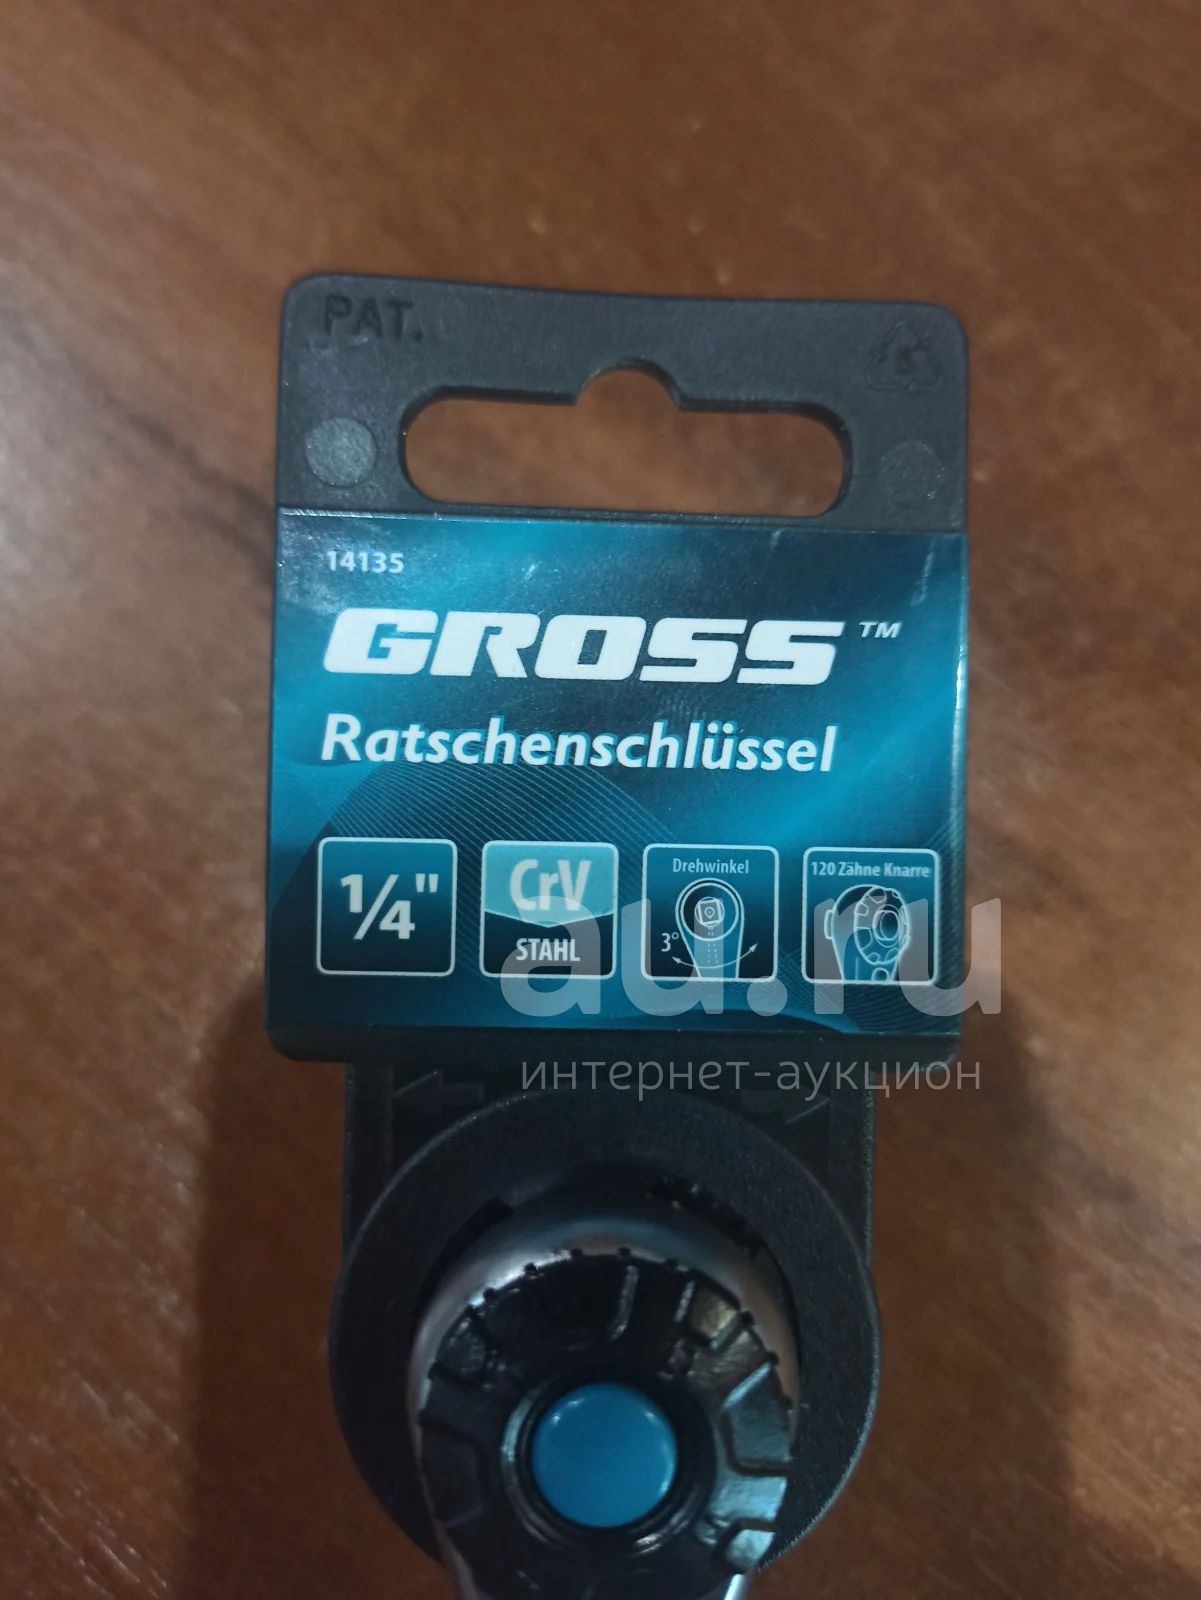 PAT.
14135
GROSS™
Ratschenschlüssel
1/4"
CrV
STAHL
Drehwinkel
3°
120 Zähne Knarre
au.ru
интернет-аукцион